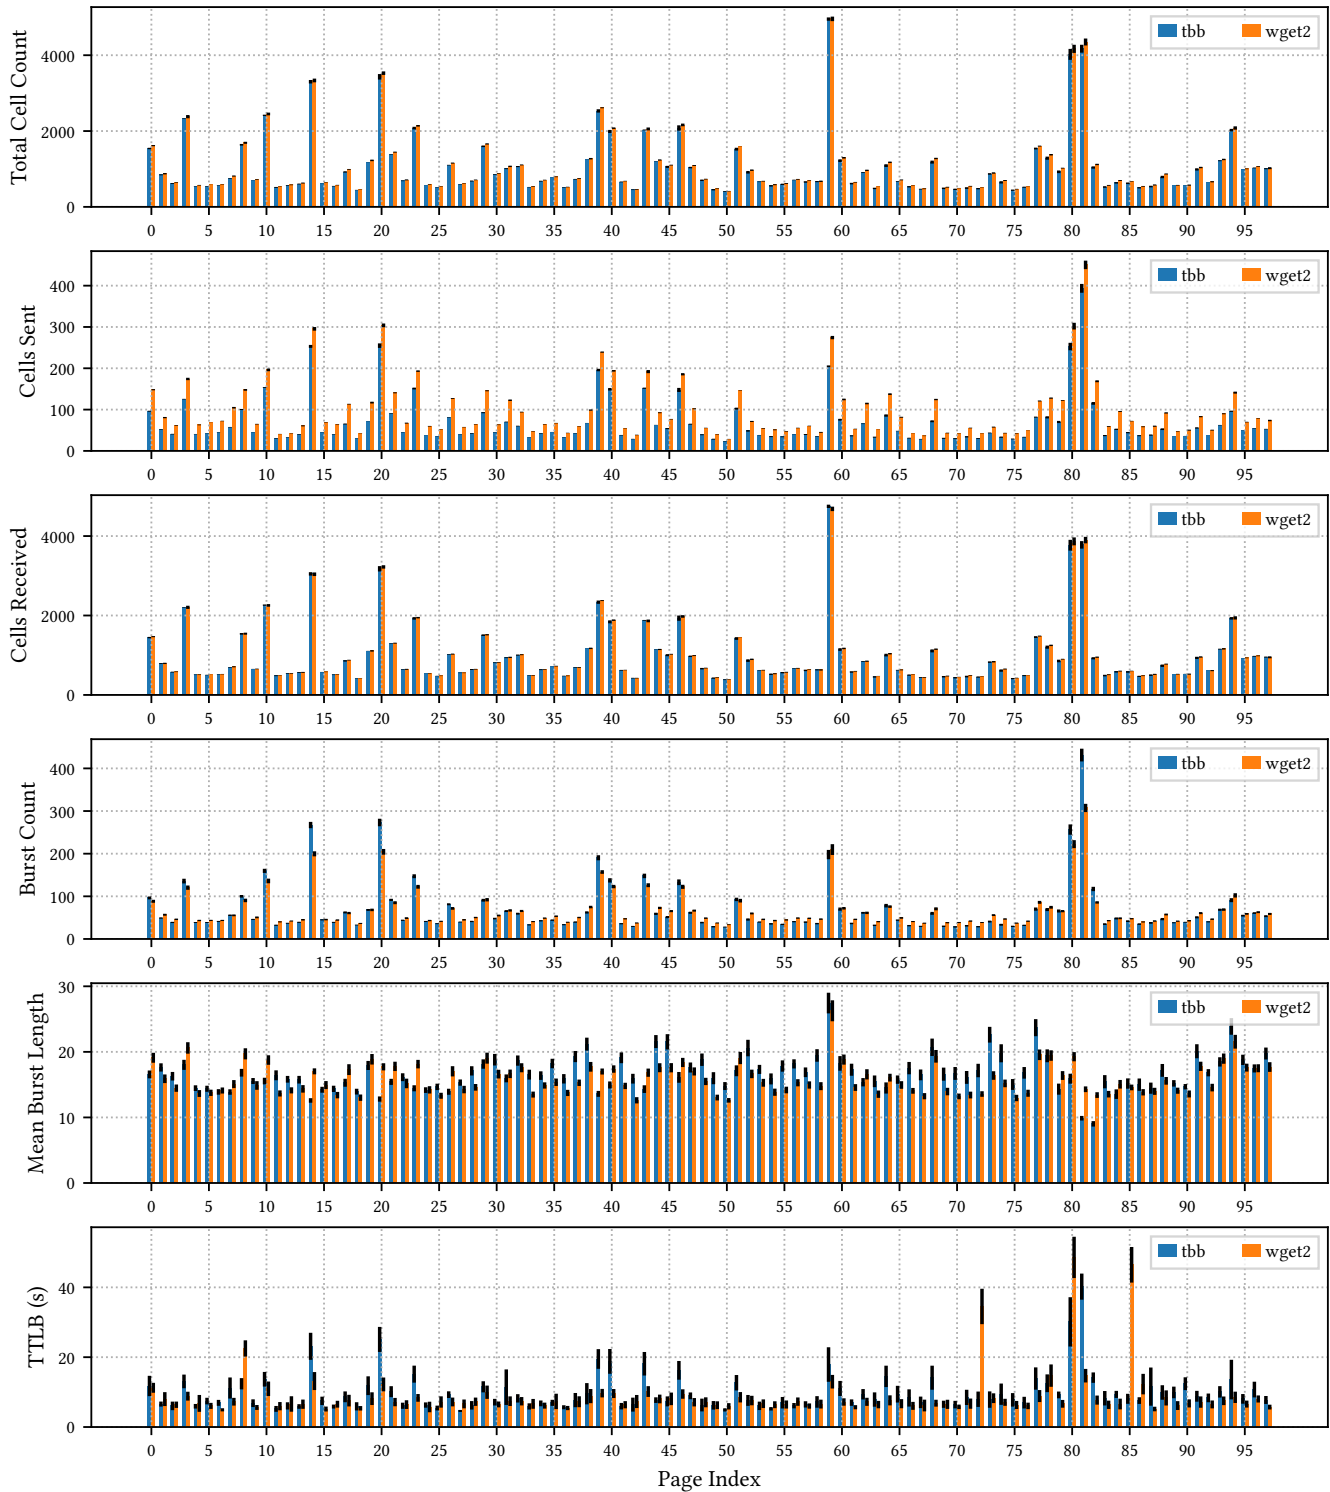 Total Cell Count
4000
2000
0
tbb wget2
0 5 10 15 20 25 30 35 40 45 50 55 60 65 70 75 80 85 90 95
Cells Sent
400
300
200
100
0
tbb wget2
0 5 10 15 20 25 30 35 40 45 50 55 60 65 70 75 80 85 90 95
Cells Received
4000
2000
0
tbb wget2
0 5 10 15 20 25 30 35 40 45 50 55 60 65 70 75 80 85 90 95
Burst Count
400
300
200
100
0
tbb wget2
0 5 10 15 20 25 30 35 40 45 50 55 60 65 70 75 80 85 90 95
Mean Burst Length
30
20
10
0
tbb wget2
0 5 10 15 20 25 30 35 40 45 50 55 60 65 70 75 80 85 90 95
TTLB (s)
40
20
0
tbb wget2
0 5 10 15 20 25 30 35 40 45 50 55 60 65 70 75 80 85 90 95
Page Index